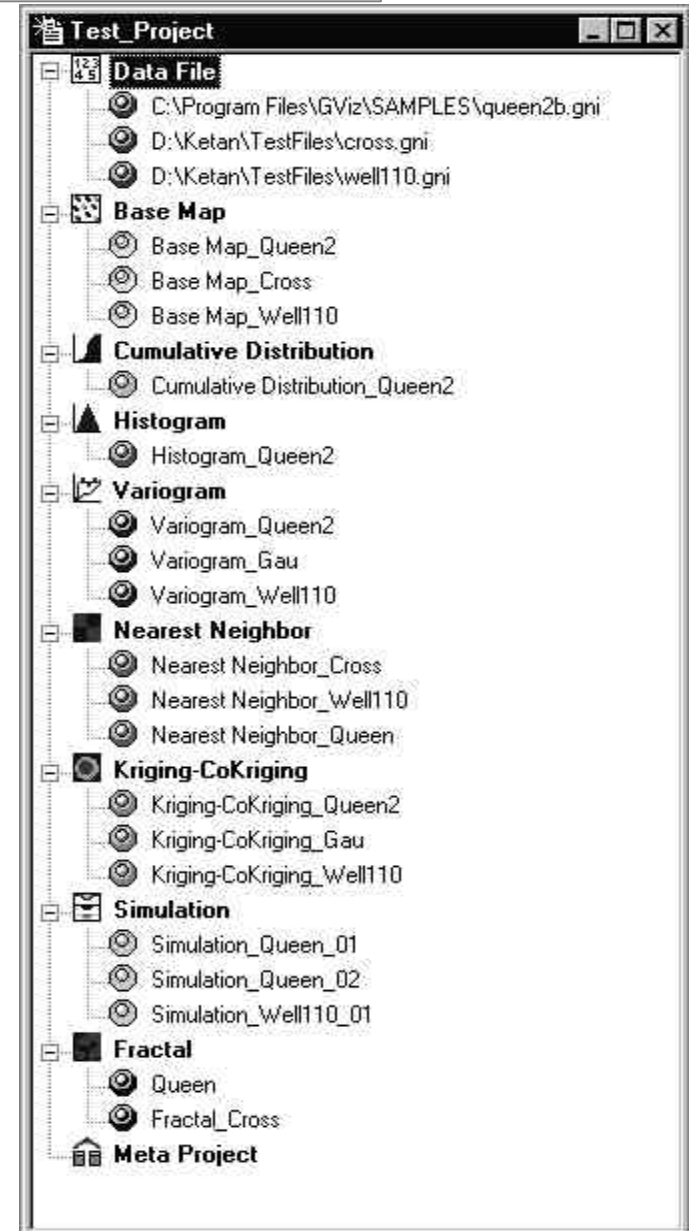 Test_Project
Data File
C:\Program Files\GViz\SAMPLES\queen2b.gni
D:\Ketan\TestFiles\cross.gni
D:\Ketan\TestFiles\well110.gni
Base Map
Base Map_Queen2
Base Map_Cross
Base Map_Well110
Cumulative Distribution
Cumulative Distribution_Queen2
Histogram
Histogram_Queen2
Variogram
Variogram_Queen2
Variogram_Gau
Variogram_Well110
Nearest Neighbor
Nearest Neighbor_Cross
Nearest Neighbor_Well110
Nearest Neighbor_Queen
Kriging-CoKriging
Kriging-CoKriging_Queen2
Kriging-CoKriging_Gau
Kriging-CoKriging_Well110
Simulation
Simulation_Queen_01
Simulation_Queen_02
Simulation_Well110_01
Fractal
Queen
Fractal_Cross
Meta Project